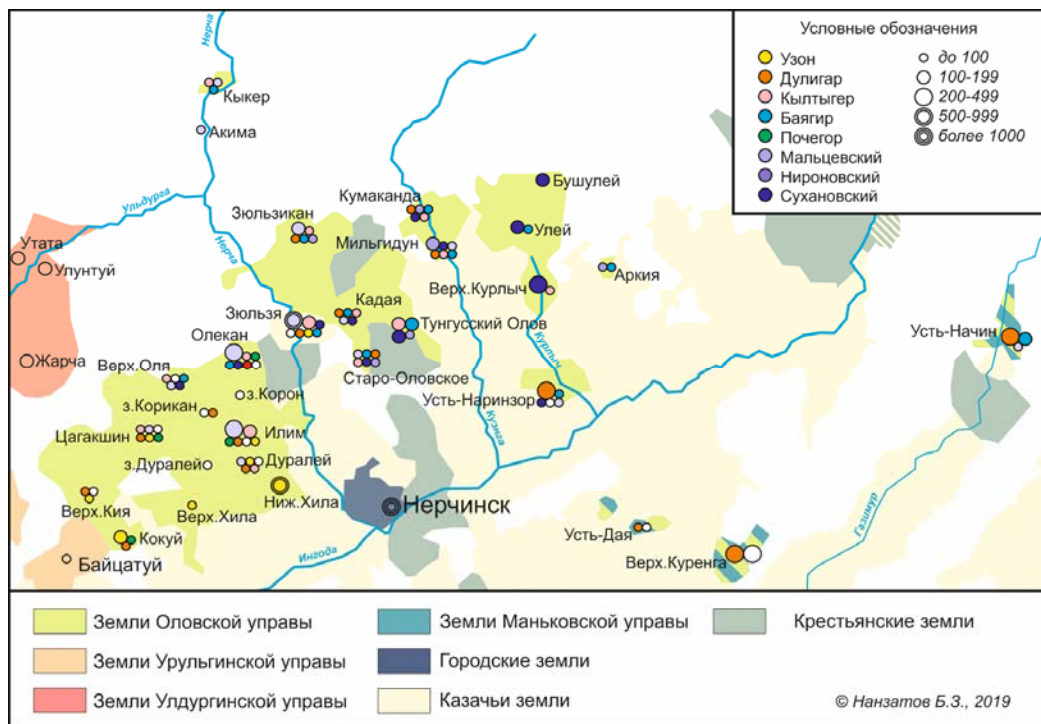 Нерча
Кыкер
Акима
Ульдурга
Утата
Улунтуй
Жарча
Зюльзикан
Нерча
Кумаканда
Мильгидун
Бушулей
Улей
Аркия
Верх.Курлыч
Курлыч
Кадая
Зюльзя
Тунгусский Олов
Олекан
Верх.Оля
Старо-Оловское
Усть-Наринзор
Куэнга
Усть-Начин
з.Корон
з.Корикан
Цагакшин
Илим
з.Дуралей
Дуралей
Ниж.Хила
Верх.Кия
Верх.Хила
Нерчинск
Кокуй
Байцатуй
Ингода
Усть-Дая
Верх.Куренга
Газимур
Условные обозначения
Узон
Дулигар
Кылтыгер
Баягир
Почегор
Мальцевский
Нироновский
Сухановский
до 100
100-199
200-499
500-999
более 1000
Земли Оловской управы
Земли Урульгинской управы
Земли Улдургинской управы
Земли Маньковской управы
Городские земли
Казачьи земли
Крестьянские земли
© Нанзатов Б.З., 2019